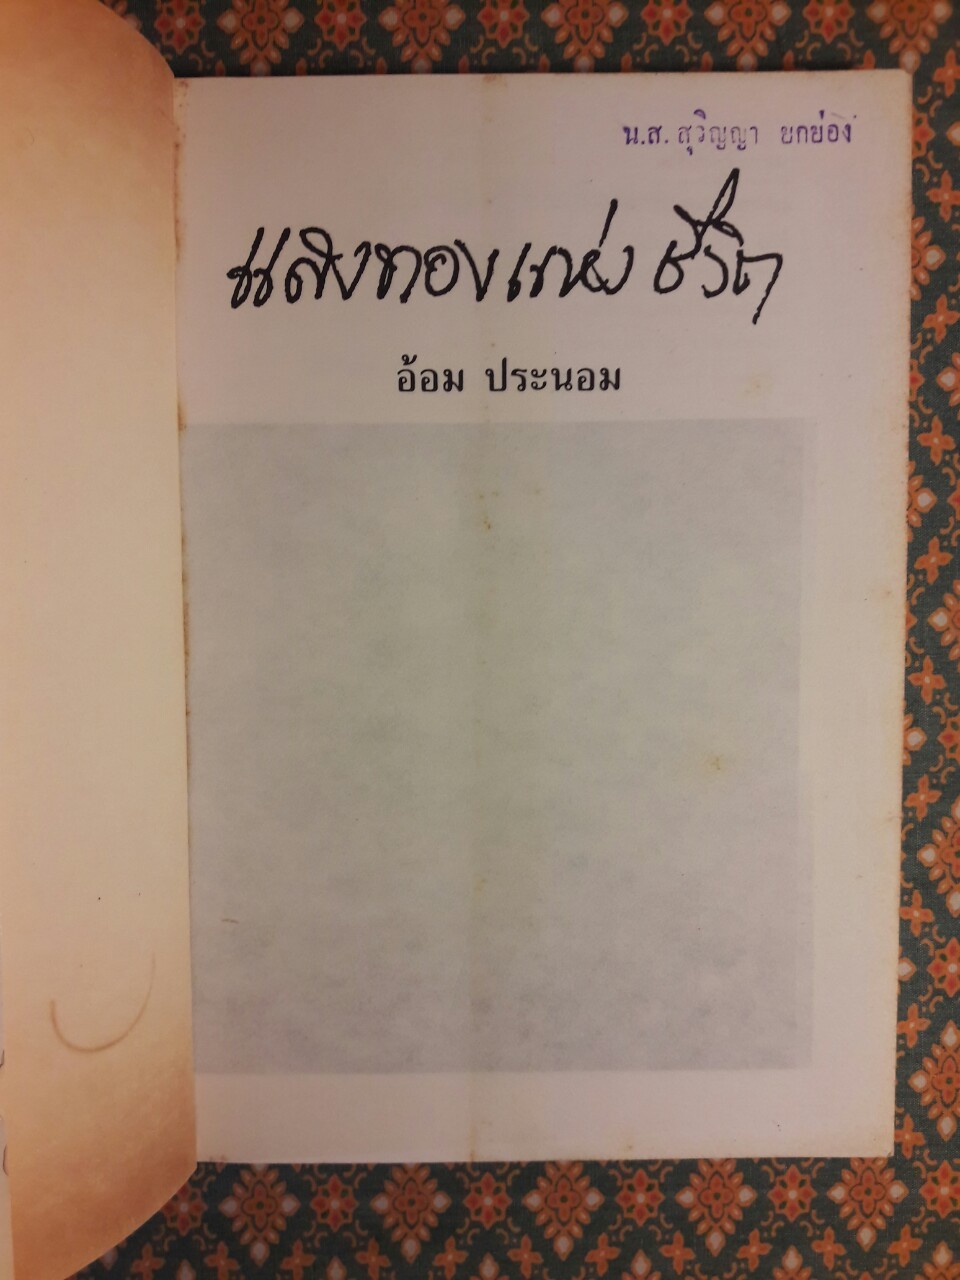 น.ส. สุวิญญา ยกย่อง
แสงทองแห่งชีวิต
อ้อม ประนอม